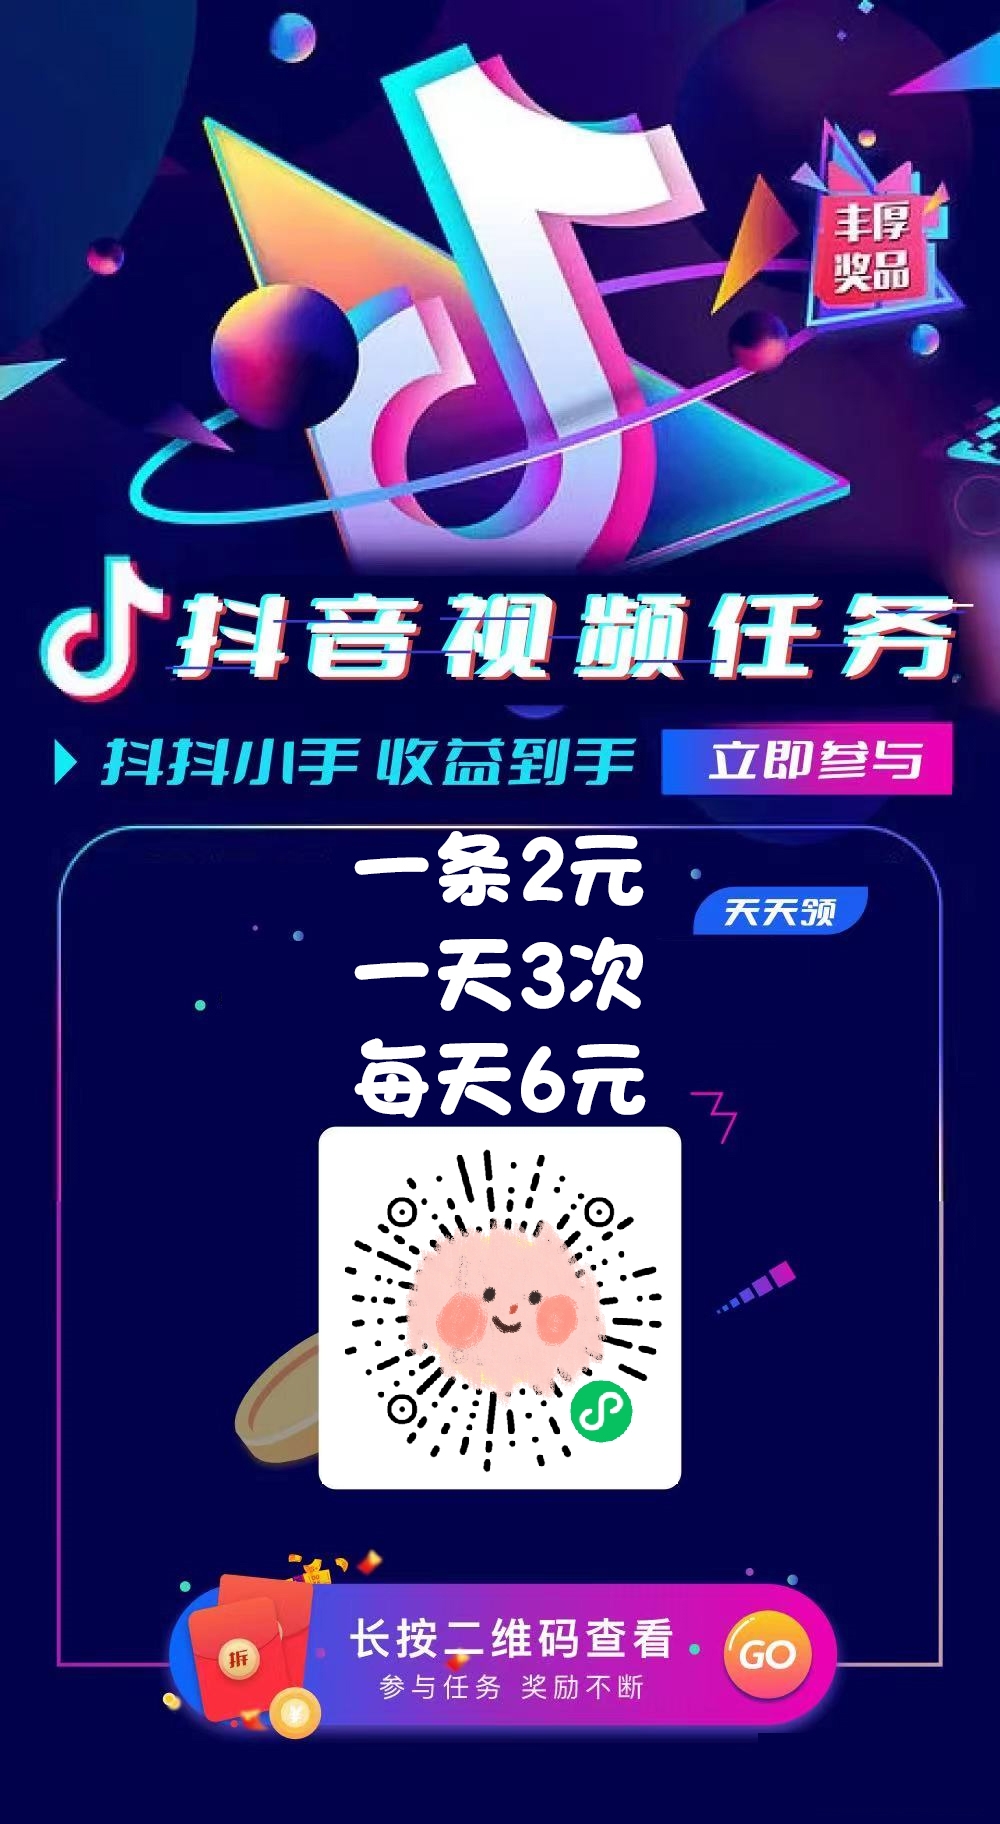 丰厚
奖品
抖音视频任务
抖抖小手 收益到手
立即参与
一条2元
天天领
一天3次
每天6元
长按二维码查看
参与任务 奖励不断
拆
GO